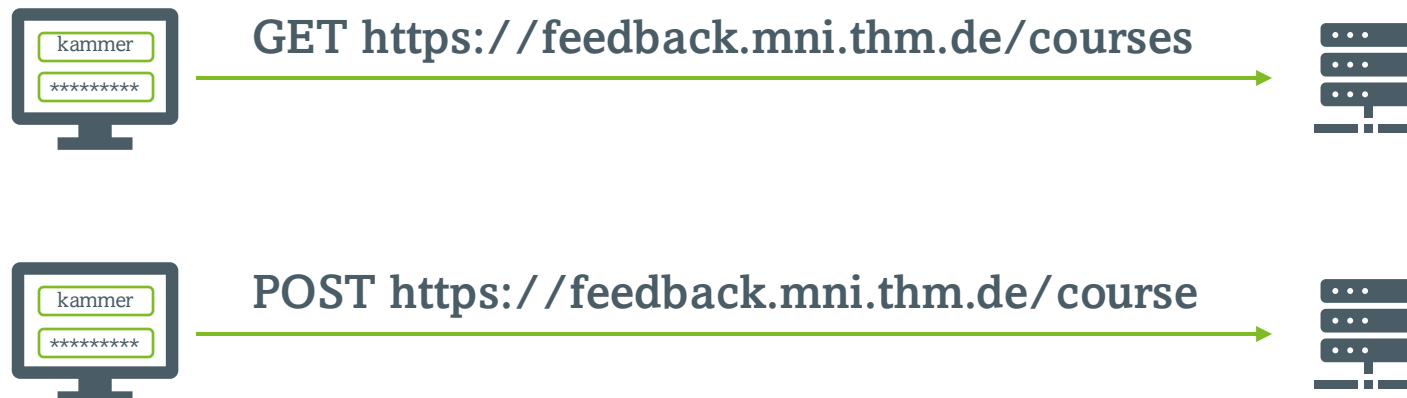 kammer
*********
GET https://feedback.mni.thm.de/courses
kammer
*********
POST https://feedback.mni.thm.de/course